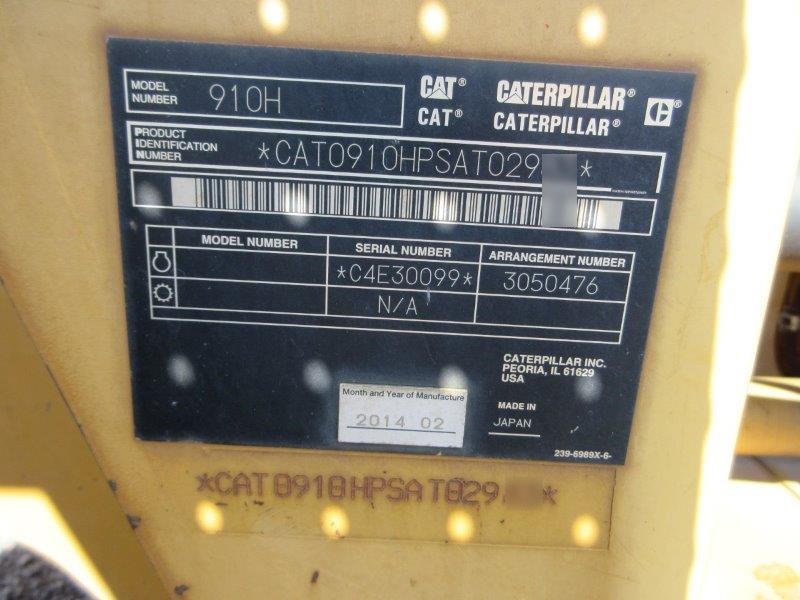 MODEL NUMBER 910H
CAT® CATERPILLAR®
CAT® CATERPILLAR
PRODUCT IDENTIFICATION NUMBER *CAT0910HPSAT029 *
MODEL NUMBER SERIAL NUMBER ARRANGEMENT NUMBER
*C4E30099* 3050476
N/A
CATERPILLAR INC.
PEORIA, IL 61629
USA
Month and Year of Manufacture
2014 02
MADE IN
JAPAN
239-6989X-6-
*CAT0910HPSAT029 *